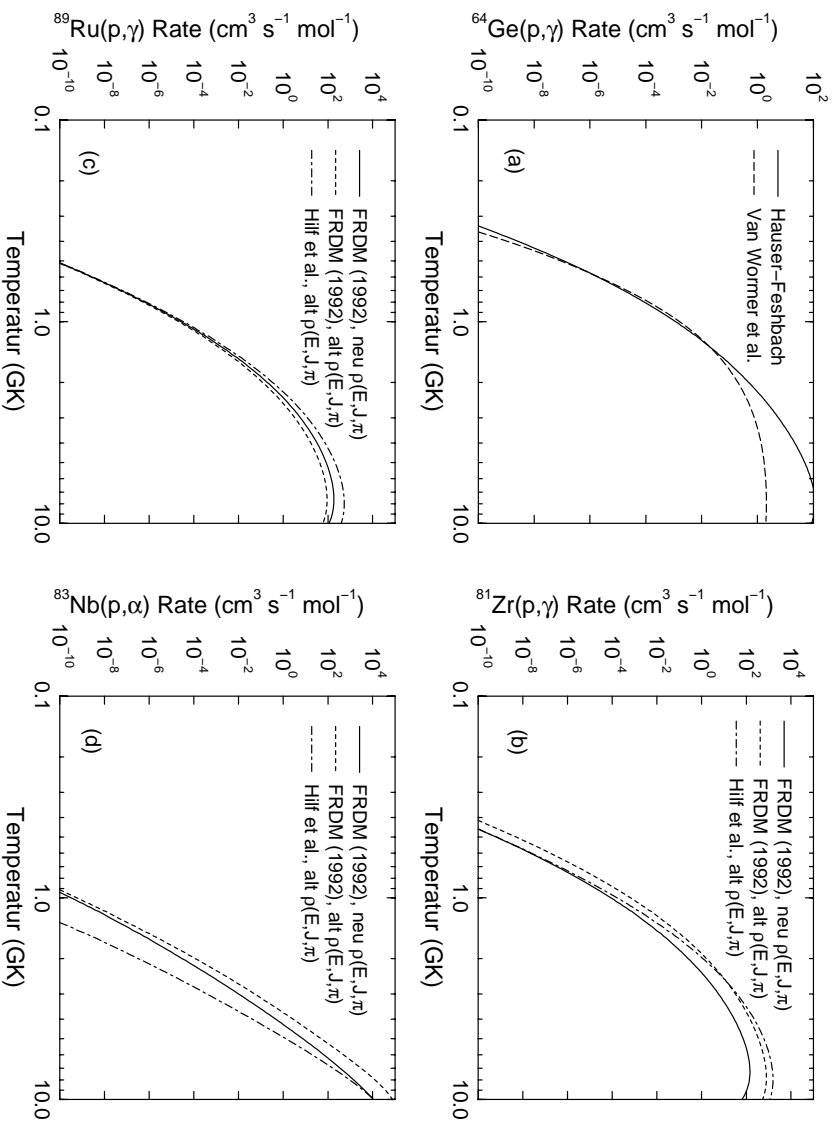 ⁶⁴Ge(p,γ) Rate (cm³ s⁻¹ mol⁻¹)
10²
10⁰
10⁻²
10⁻⁴
10⁻⁶
10⁻⁸
10⁻¹⁰
Hauser–Feshbach
Van Wormer et al.
(a)
0.1
1.0
10.0
Temperatur (GK)
⁸¹Zr(p,γ) Rate (cm³ s⁻¹ mol⁻¹)
10⁴
10²
10⁰
10⁻²
10⁻⁴
10⁻⁶
10⁻⁸
10⁻¹⁰
FRDM (1992), neu ρ(E,J,π)
FRDM (1992), alt ρ(E,J,π)
Hilf et al., alt ρ(E,J,π)
(b)
0.1
1.0
10.0
Temperatur (GK)
⁸⁹Ru(p,γ) Rate (cm³ s⁻¹ mol⁻¹)
10⁴
10²
10⁰
10⁻²
10⁻⁴
10⁻⁶
10⁻⁸
10⁻¹⁰
FRDM (1992), neu ρ(E,J,π)
FRDM (1992), alt ρ(E,J,π)
Hilf et al., alt ρ(E,J,π)
(c)
0.1
1.0
10.0
Temperatur (GK)
⁸³Nb(p,α) Rate (cm³ s⁻¹ mol⁻¹)
10⁴
10²
10⁰
10⁻²
10⁻⁴
10⁻⁶
10⁻⁸
10⁻¹⁰
FRDM (1992), neu ρ(E,J,π)
FRDM (1992), alt ρ(E,J,π)
Hilf et al., alt ρ(E,J,π)
(d)
0.1
1.0
10.0
Temperatur (GK)